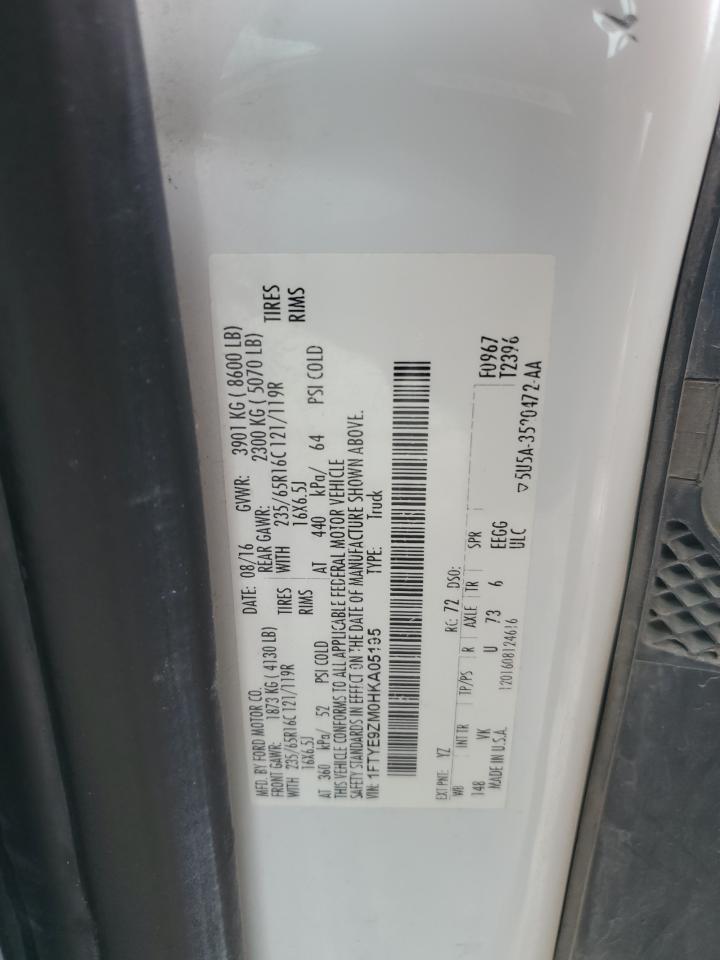 MFD. BY FORD MOTOR CO. DATE: 08/16 GVWR: 3901 KG ( 8600 LB)
FRONT GAWR: 1873 KG ( 4130 LB) REAR GAWR: 2300 KG ( 5070 LB)
WITH 235/65R16C 121/119R TIRES WITH 235/65R16C 121/119R TIRES
16X6.5J RIMS 16X6.5J RIMS
AT 360 kPa/ 52 PSI COLD AT 440 kPa/ 64 PSI COLD
THIS VEHICLE CONFORMS TO ALL APPLICABLE FEDERAL MOTOR VEHICLE
SAFETY STANDARDS IN EFFECT ON THE DATE OF MANUFACTURE SHOWN ABOVE.
VIN: 1FTYE9ZM0HKA05195 TYPE: Truck
EXT PNT: YZ RC: 72 DSO: F0967
WB INT TR TP/PS R AXLE TR SPR T2396
148 VK U 73 6 EEGG
MADE IN U.S.A. 1201608124616 ULC
▽5U5A-3520472-AA